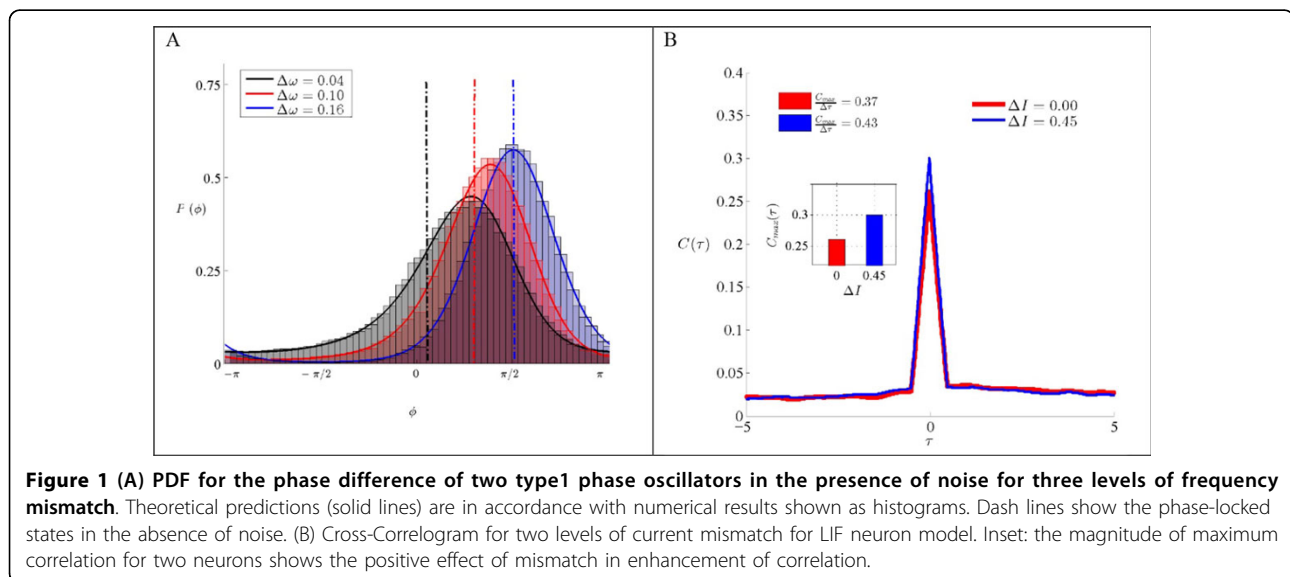 A
Δω = 0.04
Δω = 0.10
Δω = 0.16
0.75
0.5
F (ϕ)
0.25
0
−π
− π/2
0
π/2
π
ϕ
B
0.4
0.35
0.3
0.25
C(τ)
0.2
0.15
0.1
0.05
0
−5
0
5
τ
C_max/Δτ = 0.37
C_max/Δτ = 0.43
ΔI = 0.00
ΔI = 0.45
C_max(τ)
0.3
0.25
0
0.45
ΔI
Figure 1 (A) PDF for the phase difference of two type1 phase oscillators in the presence of noise for three levels of frequency
mismatch. Theoretical predictions (solid lines) are in accordance with numerical results shown as histograms. Dash lines show the phase-locked
states in the absence of noise. (B) Cross-Correlogram for two levels of current mismatch for LIF neuron model. Inset: the magnitude of maximum
correlation for two neurons shows the positive effect of mismatch in enhancement of correlation.